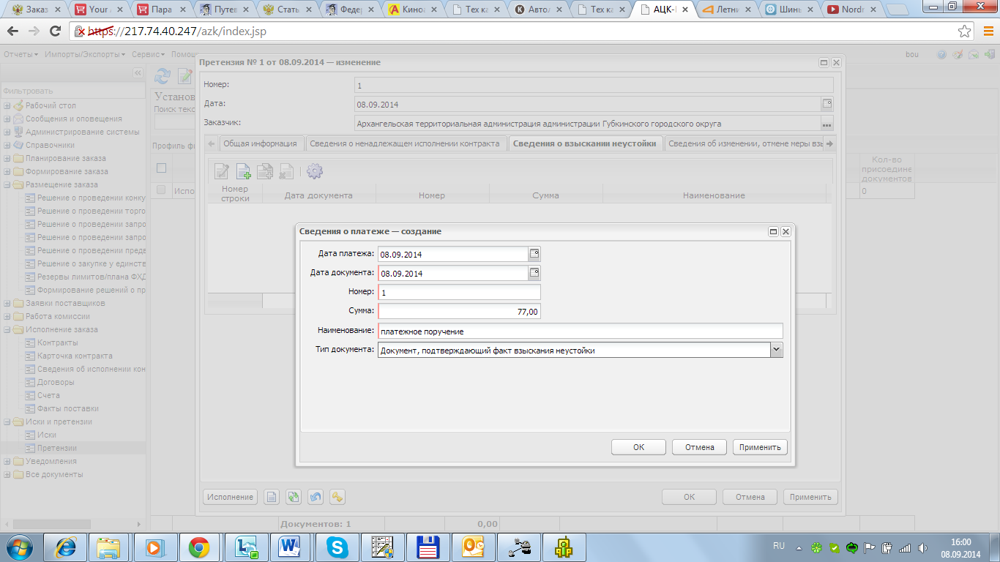 Заказ
Your
Пара
Путев
Стать
Федер
Киноа
Тех ка
Автол
Тех ка
АЦК-
Летни
Шинь
Nordr
https://217.74.40.247/azk/index.jsp
Отчеты Импорты/Экспорты Сервис Помощ
bou
Претензия № 1 от 08.09.2014 — изменение
Номер: 1
Дата: 08.09.2014
Заказчик: Архангельская территориальная администрация администрации Губкинского городского округа
Фильтровать
Установ
Поиск текс
Профиль ф
Испо
Рабочий стол
Сообщения и оповещения
Администрирование системы
Справочники
Планирование заказа
Формирование заказа
Размещение заказа
Решение о проведении конку
Решение о проведении торго
Решение о проведении запро
Решение о проведении запро
Решение о проведении предв
Решение о закупке у единств
Резервы лимитов/плана ФХД
Формирование решений о пр
Заявки поставщиков
Работа комиссии
Исполнение заказа
Контракты
Карточка контракта
Сведения об исполнении кон
Договоры
Счета
Факты поставки
Иски и претензии
Иски
Претензии
Уведомления
Все документы
Общая информация
Сведения о ненадлежащем исполнении контракта
Сведения о взыскании неустойки
Сведения об изменении, отмене меры взы
Номер строки
Дата документа
Номер
Сумма
Наименование
Кол-во
присоедине
документов
0
Сведения о платеже — создание
Дата платежа: 08.09.2014
Дата документа: 08.09.2014
Номер: 1
Сумма: 77,00
Наименование: платежное поручение
Тип документа: Документ, подтверждающий факт взыскания неустойки
ОК
Отмена
Применить
Исполнение
ОК
Отмена
Применить
Документов: 1
0,00
RU
16:00
08.09.2014